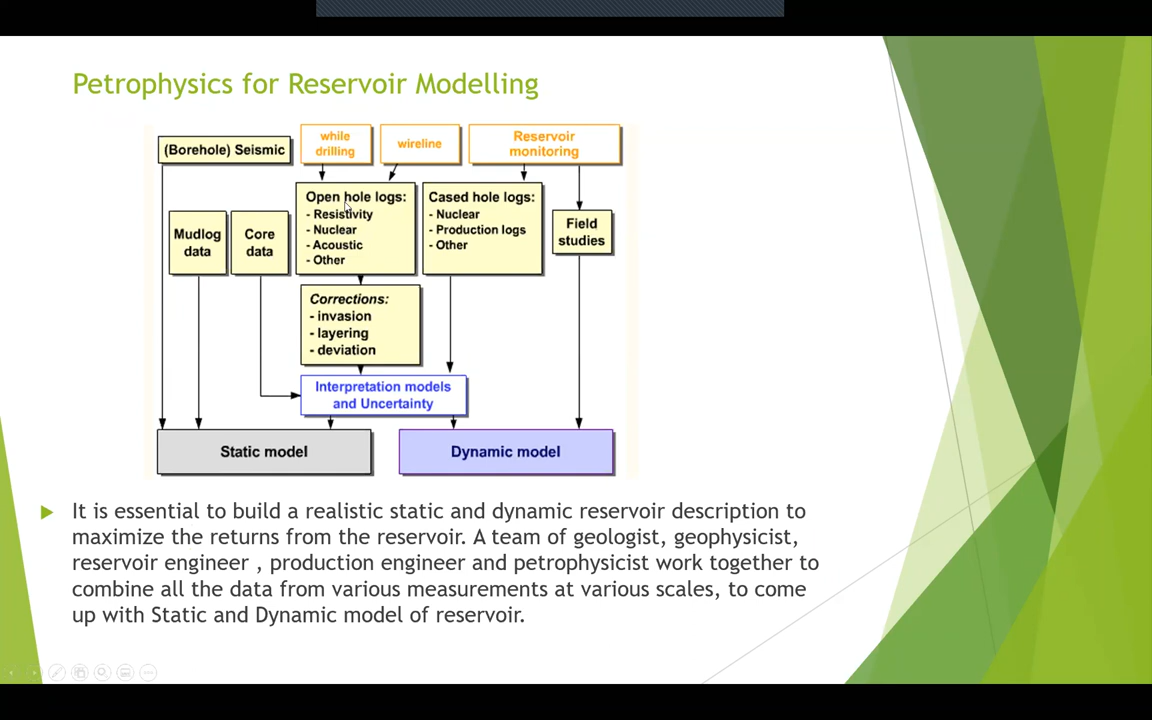 Petrophysics for Reservoir Modelling
(Borehole) Seismic
while
drilling
wireline
Reservoir
monitoring
Mudlog
data
Core
data
Open hole logs:
- Resistivity
- Nuclear
- Acoustic
- Other
Cased hole logs:
- Nuclear
- Production logs
- Other
Field
studies
Corrections:
- invasion
- layering
- deviation
Interpretation models
and Uncertainty
Static model
Dynamic model
It is essential to build a realistic static and dynamic reservoir description to
maximize the returns from the reservoir. A team of geologist, geophysicist,
reservoir engineer , production engineer and petrophysicist work together to
combine all the data from various measurements at various scales, to come
up with Static and Dynamic model of reservoir.